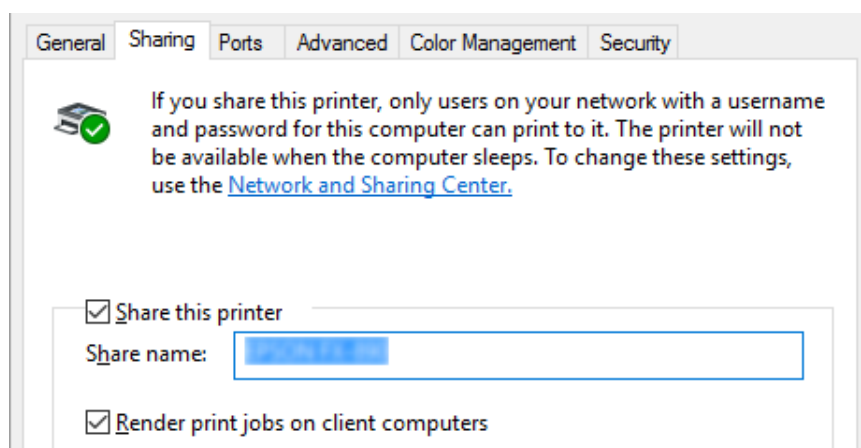 General Sharing Ports Advanced Color Management Security
If you share this printer, only users on your network with a username
and password for this computer can print to it. The printer will not
be available when the computer sleeps. To change these settings,
use the Network and Sharing Center.
Share this printer
Share name:
Render print jobs on client computers